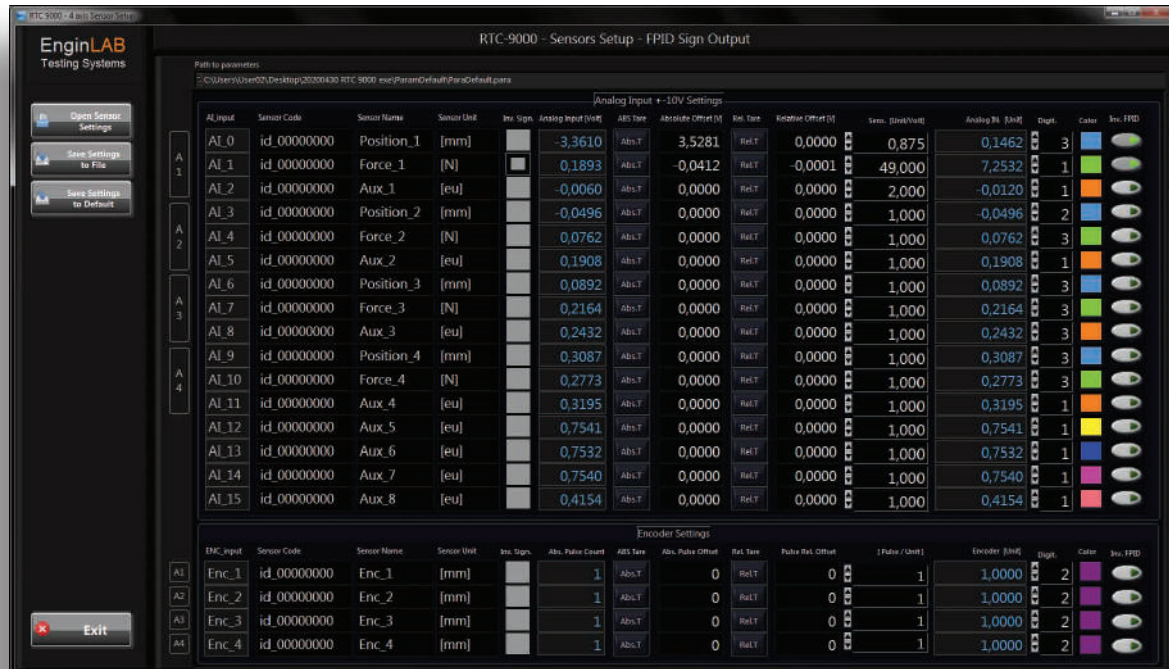 RTC 9000 - 4 axis Sensor Setup
EnginLAB
Testing Systems
RTC-9000 - Sensors Setup - FPID Sign Output
Path to parameters
C:\Users\User02\Desktop\20200430 RTC 9000 exe\ParamDefault\ParaDefault.para
Open Sensor
Settings
Save Settings
to File
Save Settings
to Default
Exit
Analog Input +-10V Settings
AI_input Sensor Code Sensor Name Sensor Unit Inv. Sign. Analog Input [Volt] ABS Tare Absolute Offset [V] Rel. Tare Relative Offset [V] Sens. [Unit/Volt] Analog IN. [Unit] Digit. Color Inv. FPID
A 1
AI_0 id_00000000 Position_1 [mm] -3,3610 Abs.T 3,5281 Rel.T 0,0000 0,875 0,1462 3
AI_1 id_00000000 Force_1 [N] 0,1893 Abs.T -0,0412 Rel.T -0,0001 49,000 7,2532 1
AI_2 id_00000000 Aux_1 [eu] -0,0060 Abs.T 0,0000 Rel.T 0,0000 2,000 -0,0120 1
A 2
AI_3 id_00000000 Position_2 [mm] -0,0496 Abs.T 0,0000 Rel.T 0,0000 1,000 -0,0496 2
AI_4 id_00000000 Force_2 [N] 0,0762 Abs.T 0,0000 Rel.T 0,0000 1,000 0,0762 3
AI_5 id_00000000 Aux_2 [eu] 0,1908 Abs.T 0,0000 Rel.T 0,0000 1,000 0,1908 1
A 3
AI_6 id_00000000 Position_3 [mm] 0,0892 Abs.T 0,0000 Rel.T 0,0000 1,000 0,0892 3
AI_7 id_00000000 Force_3 [N] 0,2164 Abs.T 0,0000 Rel.T 0,0000 1,000 0,2164 3
AI_8 id_00000000 Aux_3 [eu] 0,2432 Abs.T 0,0000 Rel.T 0,0000 1,000 0,2432 3
A 4
AI_9 id_00000000 Position_4 [mm] 0,3087 Abs.T 0,0000 Rel.T 0,0000 1,000 0,3087 3
AI_10 id_00000000 Force_4 [N] 0,2773 Abs.T 0,0000 Rel.T 0,0000 1,000 0,2773 3
AI_11 id_00000000 Aux_4 [eu] 0,3195 Abs.T 0,0000 Rel.T 0,0000 1,000 0,3195 1
AI_12 id_00000000 Aux_5 [eu] 0,7541 Abs.T 0,0000 Rel.T 0,0000 1,000 0,7541 1
AI_13 id_00000000 Aux_6 [eu] 0,7532 Abs.T 0,0000 Rel.T 0,0000 1,000 0,7532 1
AI_14 id_00000000 Aux_7 [eu] 0,7540 Abs.T 0,0000 Rel.T 0,0000 1,000 0,7540 1
AI_15 id_00000000 Aux_8 [eu] 0,4154 Abs.T 0,0000 Rel.T 0,0000 1,000 0,4154 1
Encoder Settings
ENC_input Sensor Code Sensor Name Sensor Unit Inv. Sign. Abs. Pulse Count ABS Tare Abs. Pulse Offset Rel. Tare Pulse Rel. Offset [Pulse / Unit] Encoder [Unit] Digit. Color Inv. FPID
A1 Enc_1 id_00000000 Enc_1 [mm] 1 Abs.T 0 Rel.T 0 1 1,0000 2
A2 Enc_2 id_00000000 Enc_2 [mm] 1 Abs.T 0 Rel.T 0 1 1,0000 2
A3 Enc_3 id_00000000 Enc_3 [mm] 1 Abs.T 0 Rel.T 0 1 1,0000 2
A4 Enc_4 id_00000000 Enc_4 [mm] 1 Abs.T 0 Rel.T 0 1 1,0000 2